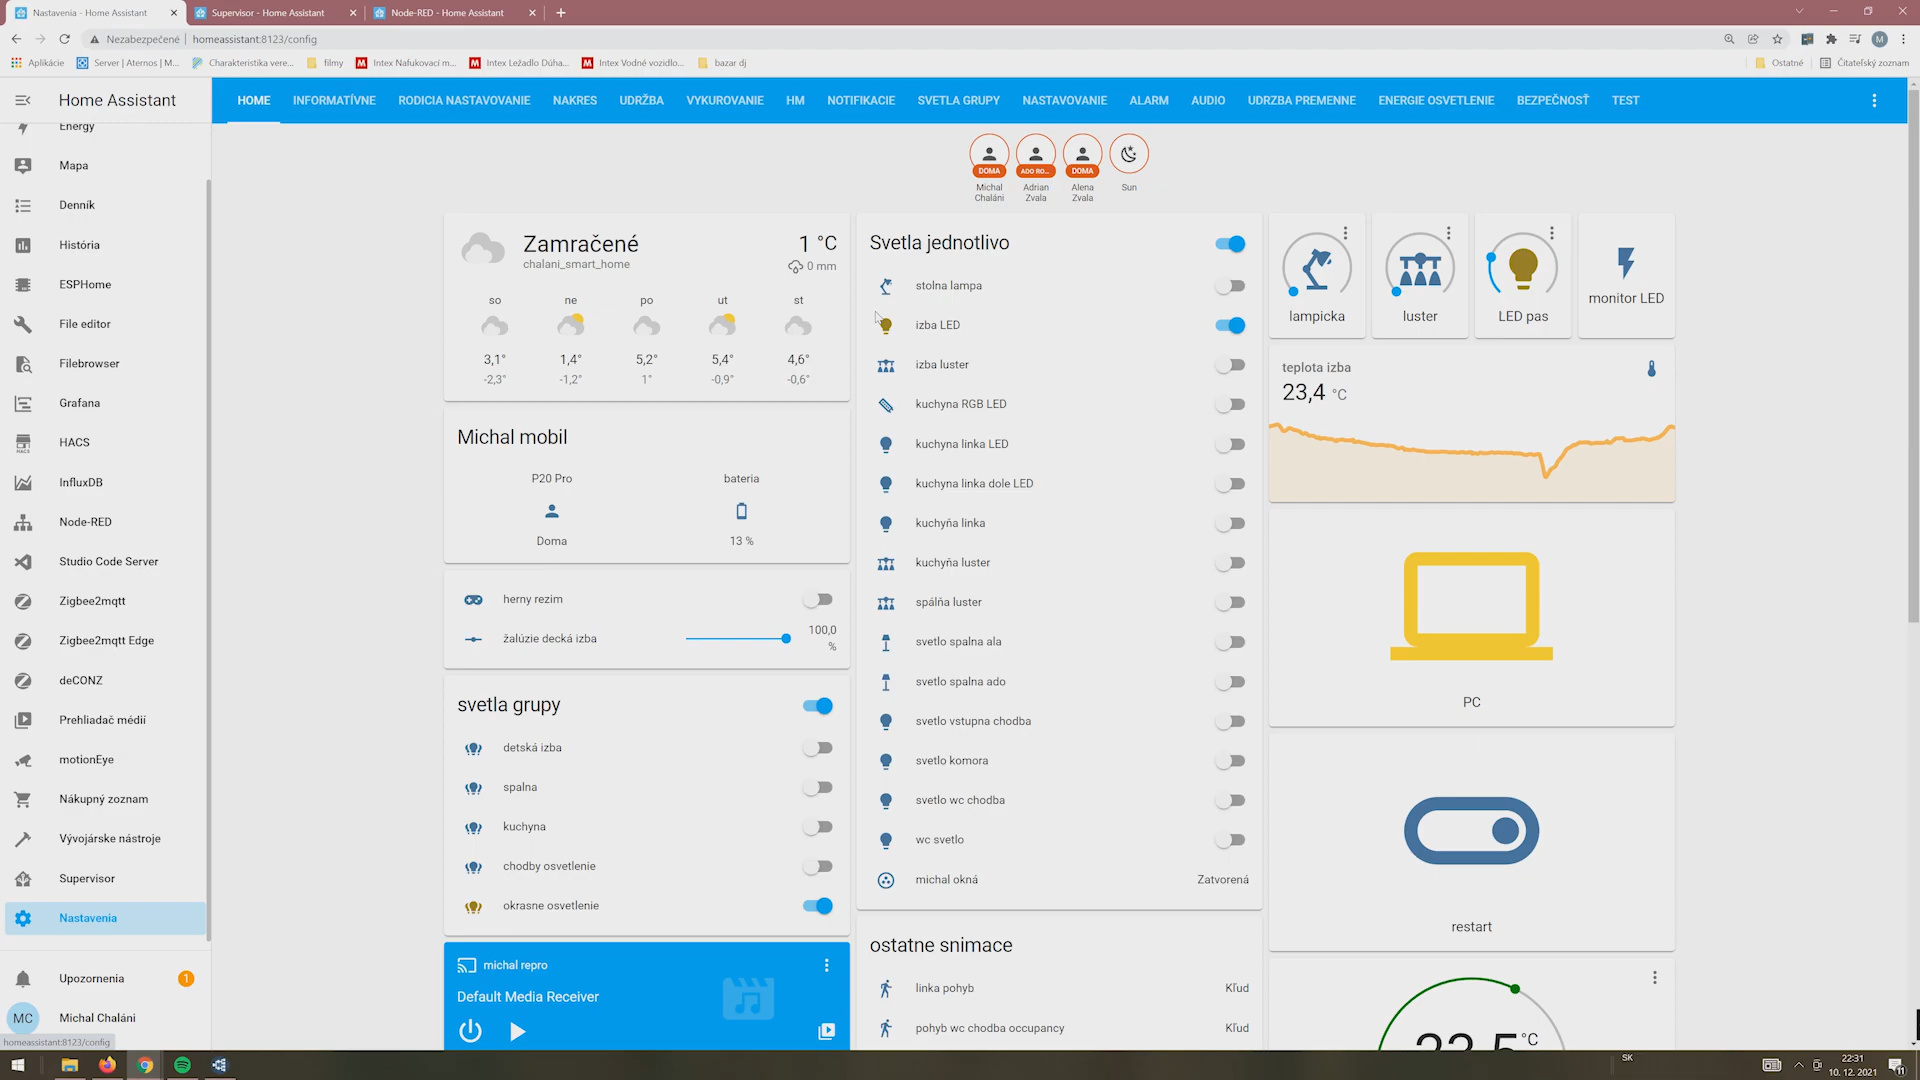 Nastavenia - Home Assistant
Supervisor - Home Assistant
Node-RED - Home Assistant
Nezabezpečené
homeassistant:8123/config
Aplikácie
Server | Aternos | M...
Charakteristika vere...
filmy
Intex Nafukovací m...
Intex Ležadlo Dúha...
Intex Vodné vozidlo...
bazar dj
Ostatné
Čitateľský zoznam
Home Assistant
HOME
INFORMATÍVNE
RODICIA NASTAVOVANIE
NAKRES
UDRŽBA
VYKUROVANIE
HM
NOTIFIKACIE
SVETLA GRUPY
NASTAVOVANIE
ALARM
AUDIO
UDRZBA PREMENNE
ENERGIE OSVETLENIE
BEZPEČNOSŤ
TEST
Energy
Mapa
Denník
História
ESPHome
File editor
Filebrowser
Grafana
HACS
InfluxDB
Node-RED
Studio Code Server
Zigbee2mqtt
Zigbee2mqtt Edge
deCONZ
Prehliadač médií
motionEye
Nákupný zoznam
Vývojárske nástroje
Supervisor
Nastavenia
Upozornenia
1
MC
Michal Chaláni
homeassistant:8123/config
DOMA
ADO RO...
DOMA
Michal Chaláni
Adrian Zvala
Alena Zvala
Sun
Zamračené
chalani_smart_home
1 °C
0 mm
so
ne
po
ut
st
3,1°
1,4°
5,2°
5,4°
4,6°
-2,3°
-1,2°
1°
-0,9°
-0,6°
Michal mobil
P20 Pro
bateria
Doma
13 %
herny rezim
žalúzie decká izba
100,0
%
svetla grupy
detská izba
spalna
kuchyna
chodby osvetlenie
okrasne osvetlenie
michal repro
Default Media Receiver
Svetla jednotlivo
stolna lampa
izba LED
izba luster
kuchyna RGB LED
kuchyna linka LED
kuchyna linka dole LED
kuchyňa linka
kuchyňa luster
spálňa luster
svetlo spalna ala
svetlo spalna ado
svetlo vstupna chodba
svetlo komora
svetlo wc chodba
wc svetlo
michal okná
Zatvorená
ostatne snimace
linka pohyb
Kľud
pohyb wc chodba occupancy
Kľud
lampicka
luster
LED pas
monitor LED
teplota izba
23,4 °C
PC
restart
°C
SK
22:31
10. 12. 2021
11